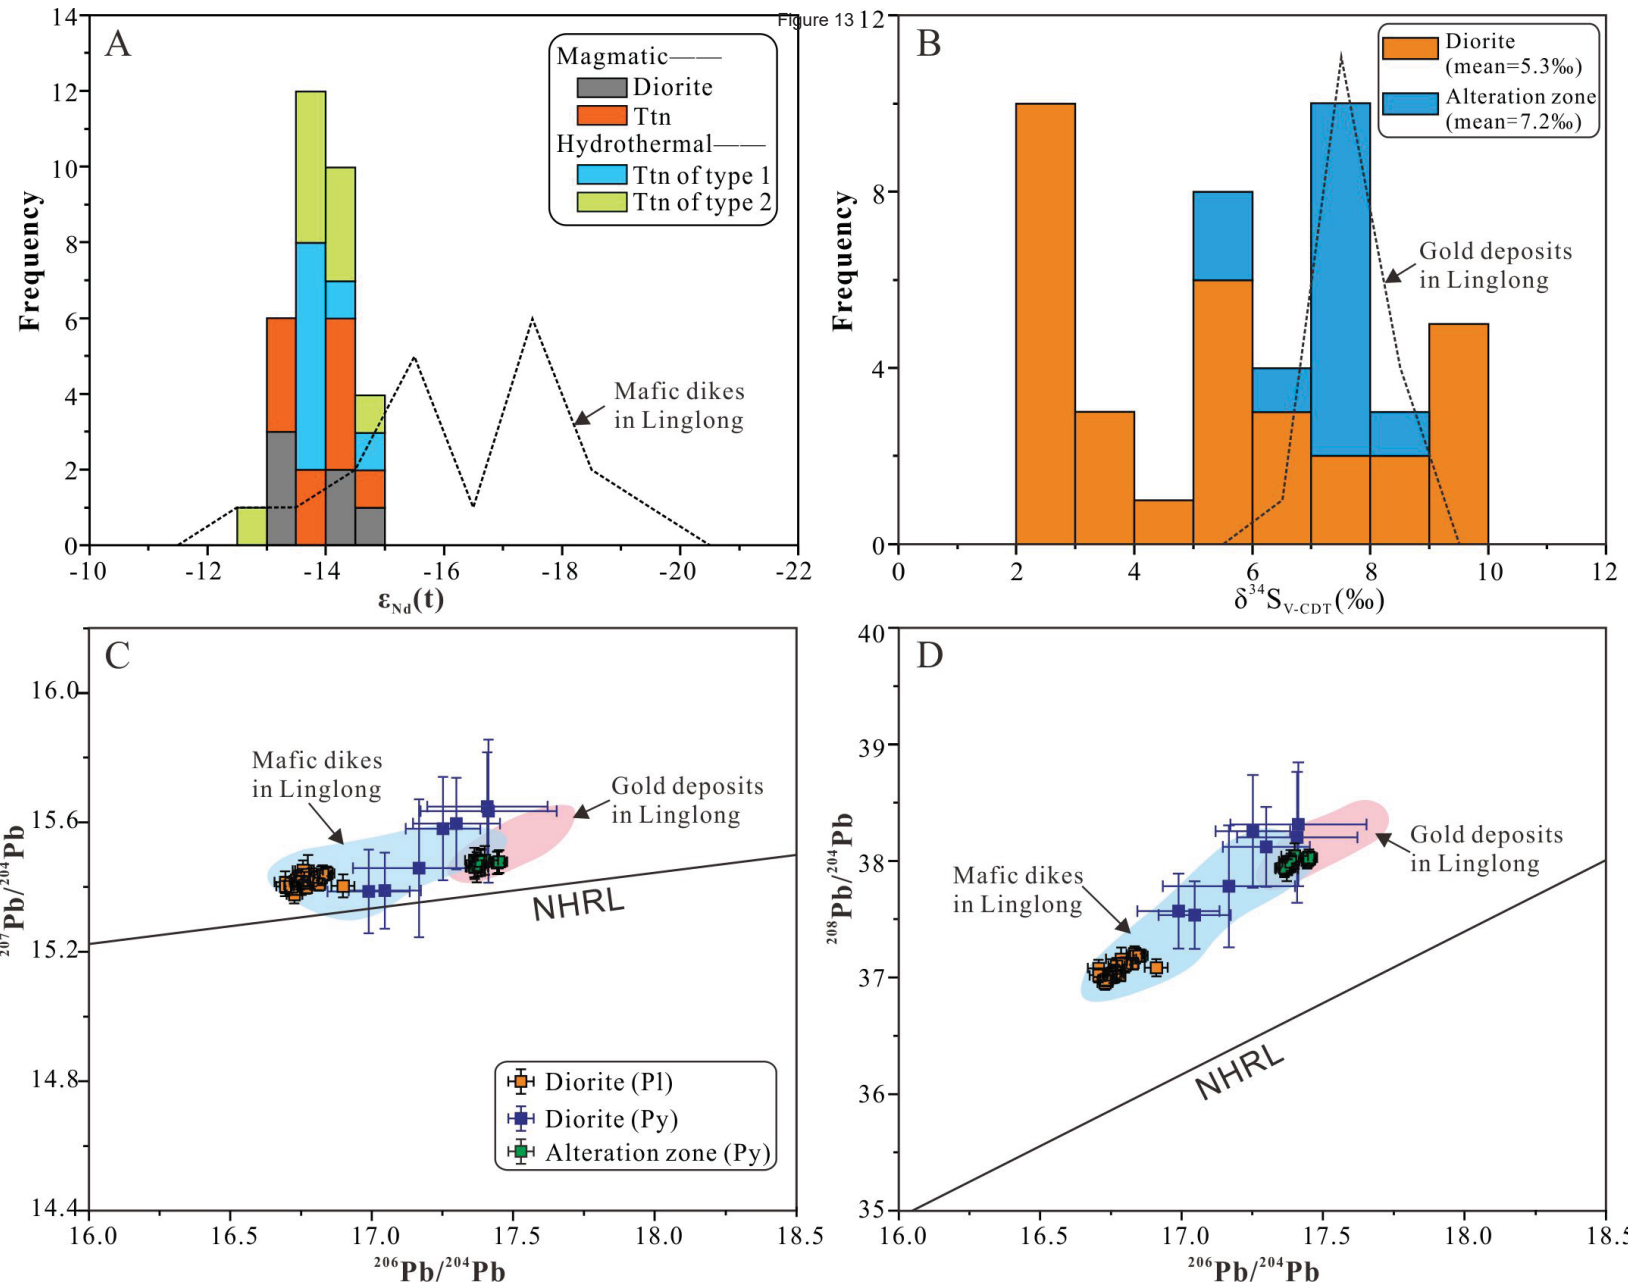 Figure 13
A
14
12
10
8
6
4
2
0
Frequency
Magmatic——
Diorite
Ttn
Hydrothermal——
Ttn of type 1
Ttn of type 2
Mafic dikes
in Linglong
-10 -12 -14 -16 -18 -20 -22
εNd(t)
B
12
8
4
0
Frequency
Diorite
(mean=5.3‰)
Alteration zone
(mean=7.2‰)
Gold deposits
in Linglong
0 2 4 6 8 10 12
δ34SV-CDT(‰)
C
16.0
15.6
15.2
14.8
14.4
207Pb/204Pb
Mafic dikes
in Linglong
Gold deposits
in Linglong
NHRL
Diorite (Pl)
Diorite (Py)
Alteration zone (Py)
16.0 16.5 17.0 17.5 18.0 18.5
206Pb/204Pb
D
40
39
38
37
36
35
208Pb/204Pb
Mafic dikes
in Linglong
Gold deposits
in Linglong
NHRL
16.0 16.5 17.0 17.5 18.0 18.5
206Pb/204Pb